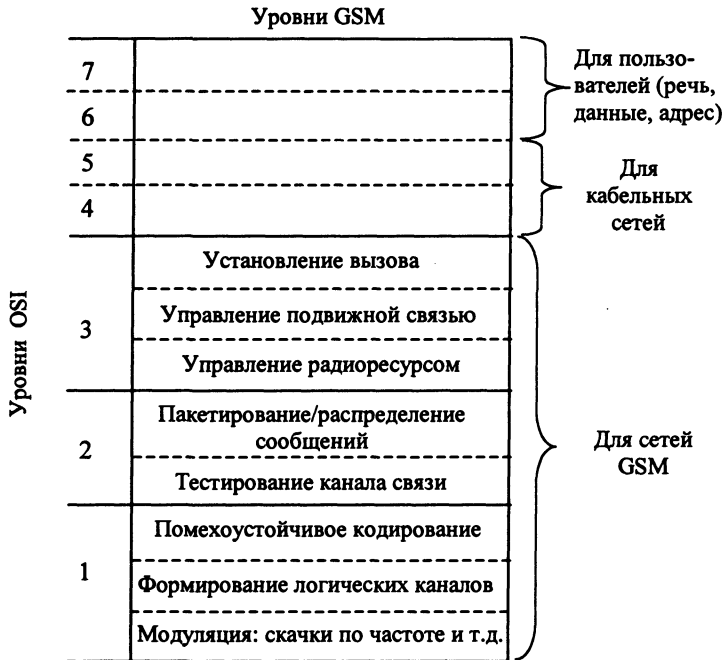 Уровни GSM
7
Для пользо-
вателей (речь,
данные, адрес)
6
5
Для
кабельных
сетей
4
Уровни OSI
3
Установление вызова
Управление подвижной связью
Управление радиоресурсом
2
Пакетирование/распределение
сообщений
Тестирование канала связи
Для сетей
GSM
1
Помехоустойчивое кодирование
Формирование логических каналов
Модуляция: скачки по частоте и т.д.